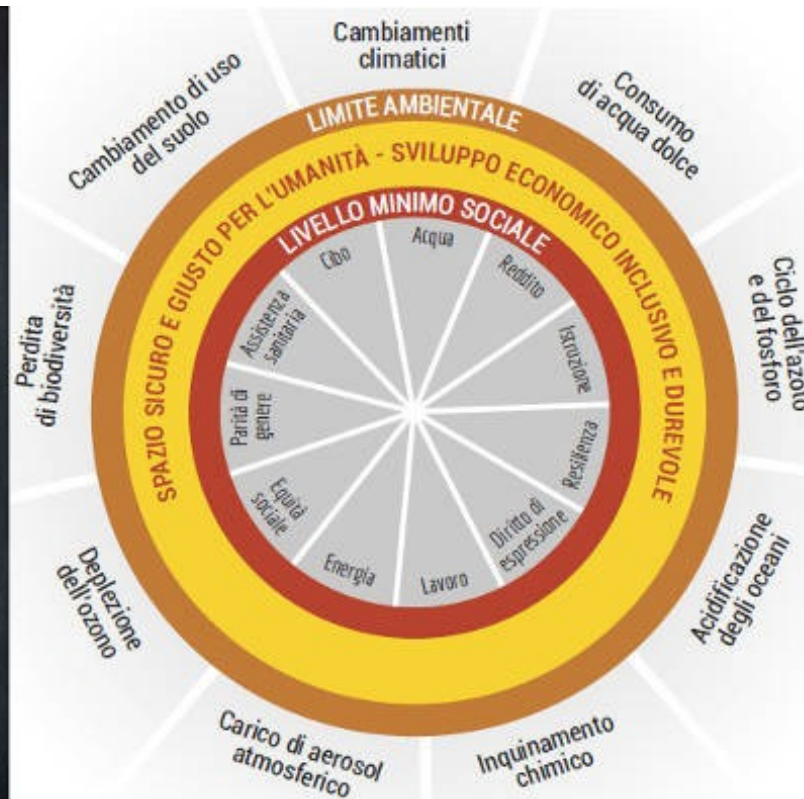 Cambiamenti
climatici
Consumo
di acqua dolce
Ciclo dell'azoto
e del fosforo
Acidificazione
degli oceani
Inquinamento
chimico
Carico di aerosol
atmosferico
Deplezione
dell'ozono
Perdita
di biodiversità
Cambiamento di uso
del suolo
LIMITE AMBIENTALE
SPAZIO SICURO E GIUSTO PER L'UMANITÀ - SVILUPPO ECONOMICO INCLUSIVO E DUREVOLE
LIVELLO MINIMO SOCIALE
Acqua
Reddito
Istruzione
Resilienza
Diritto di
espressione
Lavoro
Energia
Equità
sociale
Parità di
genere
Assistenza
sanitaria
Cibo